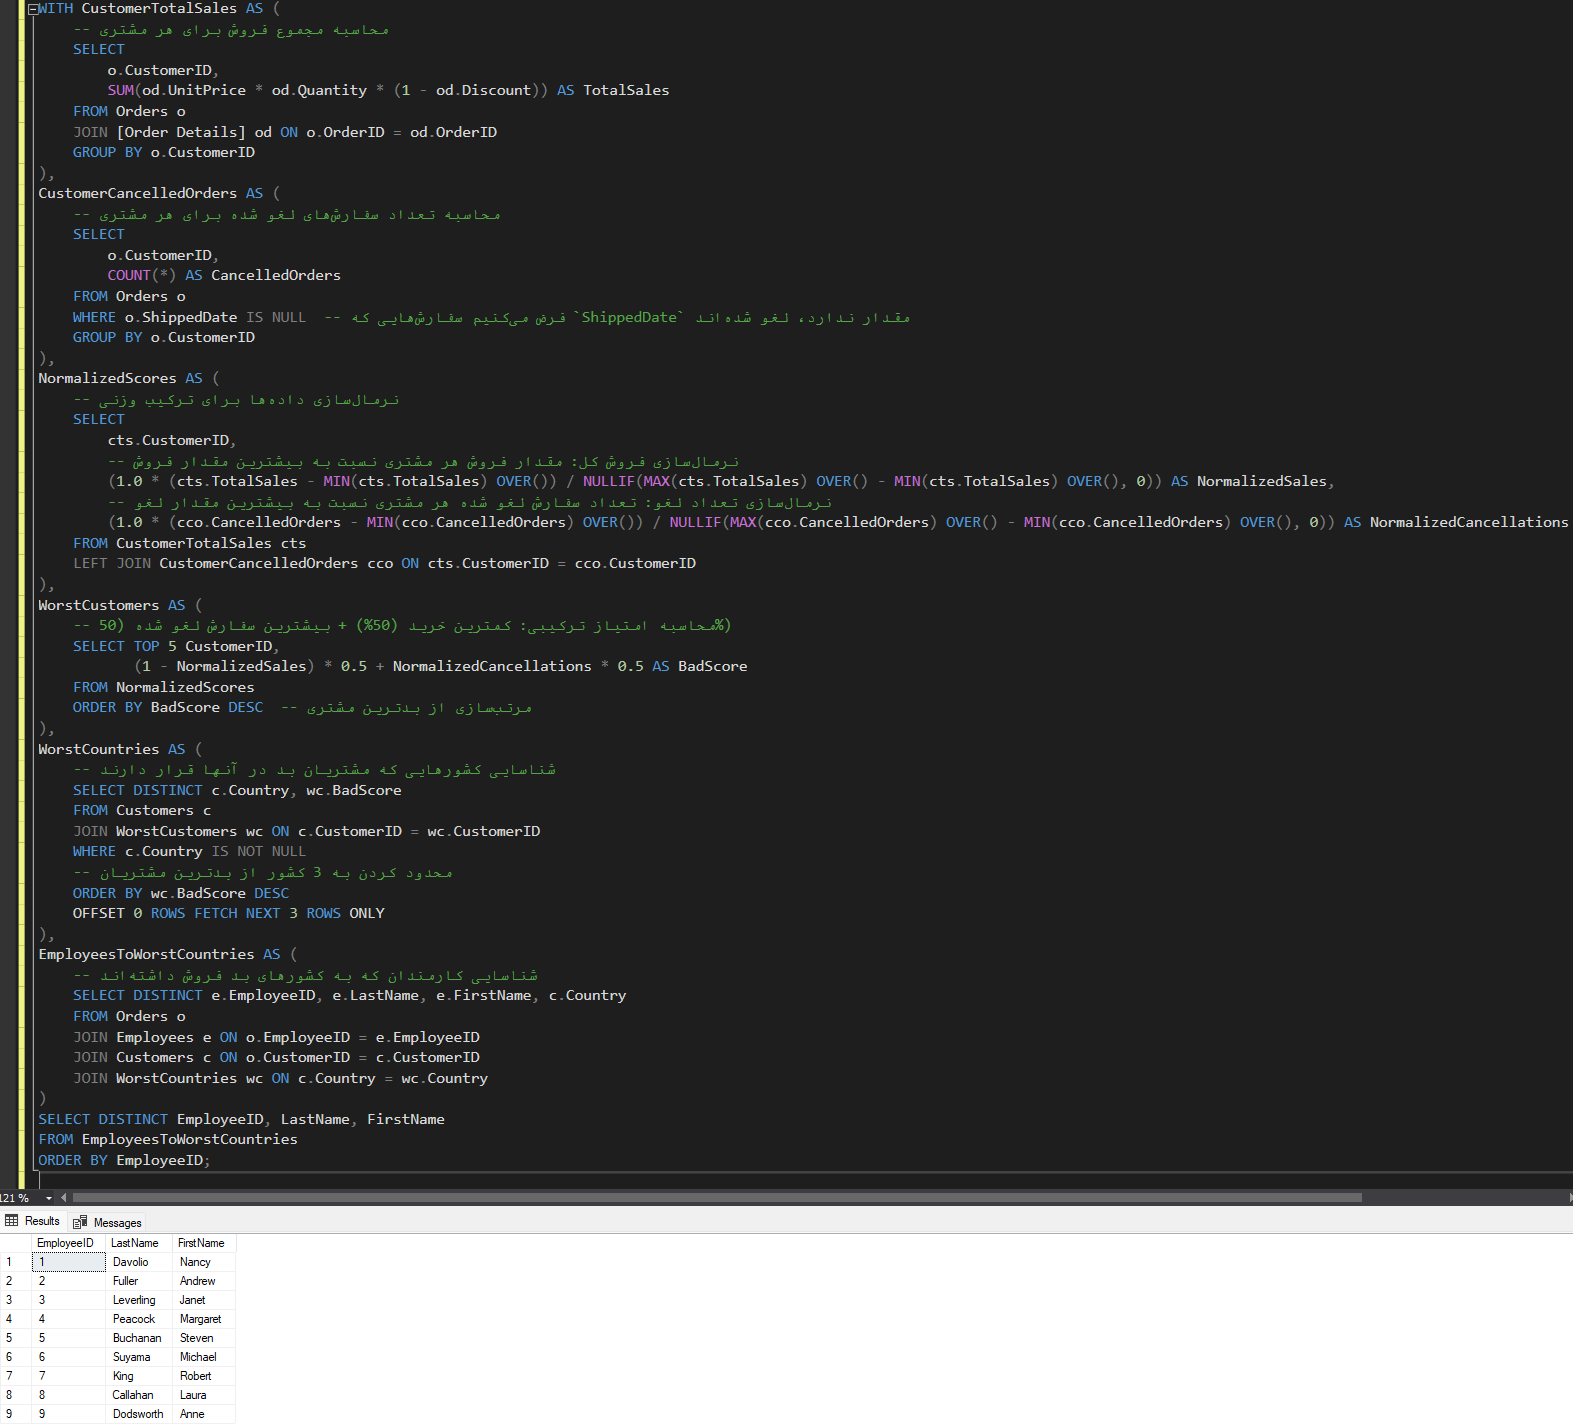 WITH CustomerTotalSales AS (
-- محاسبه مجموع فروش برای هر مشتری
SELECT
o.CustomerID,
SUM(od.UnitPrice * od.Quantity * (1 - od.Discount)) AS TotalSales
FROM Orders o
JOIN [Order Details] od ON o.OrderID = od.OrderID
GROUP BY o.CustomerID
),
CustomerCancelledOrders AS (
-- محاسبه تعداد سفارش‌های لغو شده برای هر مشتری
SELECT
o.CustomerID,
COUNT(*) AS CancelledOrders
FROM Orders o
WHERE o.ShippedDate IS NULL -- فرض می‌کنیم سفارش‌هایی که `ShippedDate` مقدار ندارد، لغو شده‌اند
GROUP BY o.CustomerID
),
NormalizedScores AS (
-- نرمال‌سازی داده‌ها برای ترکیب وزنی
SELECT
cts.CustomerID,
-- نرمال‌سازی فروش کل: مقدار فروش هر مشتری نسبت به بیشترین مقدار فروش
(1.0 * (cts.TotalSales - MIN(cts.TotalSales) OVER()) / NULLIF(MAX(cts.TotalSales) OVER() - MIN(cts.TotalSales) OVER(), 0)) AS NormalizedSales,
-- نرمال‌سازی تعداد لغو: تعداد سفارش لغو شده هر مشتری نسبت به بیشترین مقدار لغو
(1.0 * (cco.CancelledOrders - MIN(cco.CancelledOrders) OVER()) / NULLIF(MAX(cco.CancelledOrders) OVER() - MIN(cco.CancelledOrders) OVER(), 0)) AS NormalizedCancellations
FROM CustomerTotalSales cts
LEFT JOIN CustomerCancelledOrders cco ON cts.CustomerID = cco.CustomerID
),
WorstCustomers AS (
-- محاسبه امتیاز ترکیبی: کمترین خرید (50%) + بیشترین سفارش لغو شده (50%)
SELECT TOP 5 CustomerID,
(1 - NormalizedSales) * 0.5 + NormalizedCancellations * 0.5 AS BadScore
FROM NormalizedScores
ORDER BY BadScore DESC -- مرتب‌سازی از بدترین مشتری
),
WorstCountries AS (
-- شناسایی کشورهایی که مشتریان بد در آنها قرار دارند
SELECT DISTINCT c.Country, wc.BadScore
FROM Customers c
JOIN WorstCustomers wc ON c.CustomerID = wc.CustomerID
WHERE c.Country IS NOT NULL
-- محدود کردن به 3 کشور از بدترین مشتریان
ORDER BY wc.BadScore DESC
OFFSET 0 ROWS FETCH NEXT 3 ROWS ONLY
),
EmployeesToWorstCountries AS (
-- شناسایی کارمندان که به کشورهای بد فروش داشته‌اند
SELECT DISTINCT e.EmployeeID, e.LastName, e.FirstName, c.Country
FROM Orders o
JOIN Employees e ON o.EmployeeID = e.EmployeeID
JOIN Customers c ON o.CustomerID = c.CustomerID
JOIN WorstCountries wc ON c.Country = wc.Country
)
SELECT DISTINCT EmployeeID, LastName, FirstName
FROM EmployeesToWorstCountries
ORDER BY EmployeeID;
121 %
Results Messages
EmployeeID LastName FirstName
1 1 Davolio Nancy
2 2 Fuller Andrew
3 3 Leverling Janet
4 4 Peacock Margaret
5 5 Buchanan Steven
6 6 Suyama Michael
7 7 King Robert
8 8 Callahan Laura
9 9 Dodsworth Anne